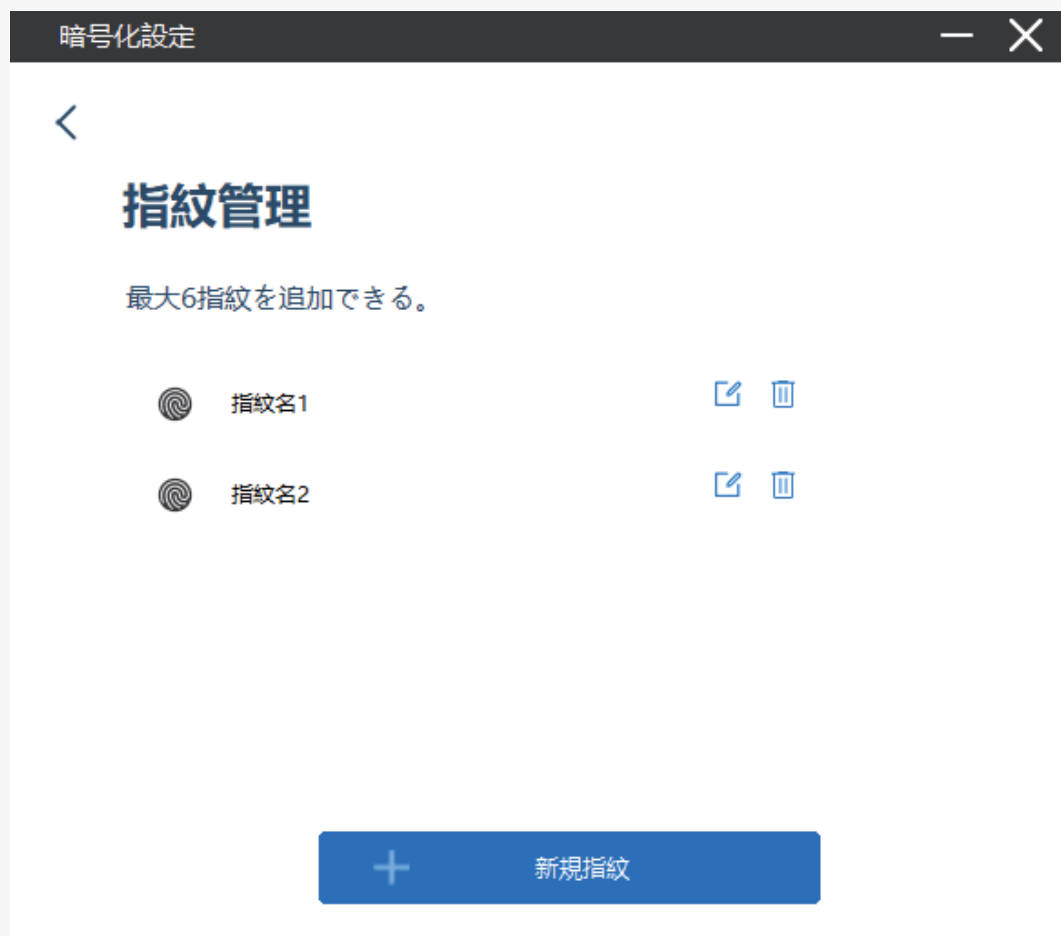 暗号化設定
指紋管理
最大6指紋を追加できる。
指紋名1
指紋名2
新規指紋